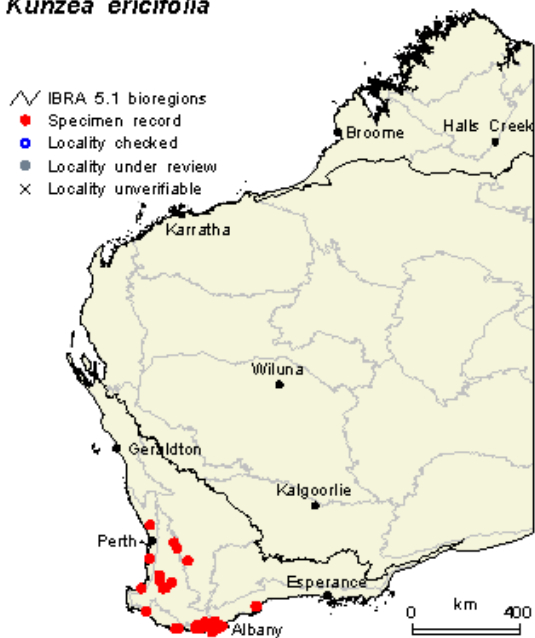 Kunzea ericifolia
IBRA 5.1 bioregions
Specimen record
Locality checked
Locality under review
Locality unverifiable
Broome
Halls Creek
Karratha
Wiluna
Geraldton
Kalgoorlie
Perth
Esperance
Albany
0 km 400